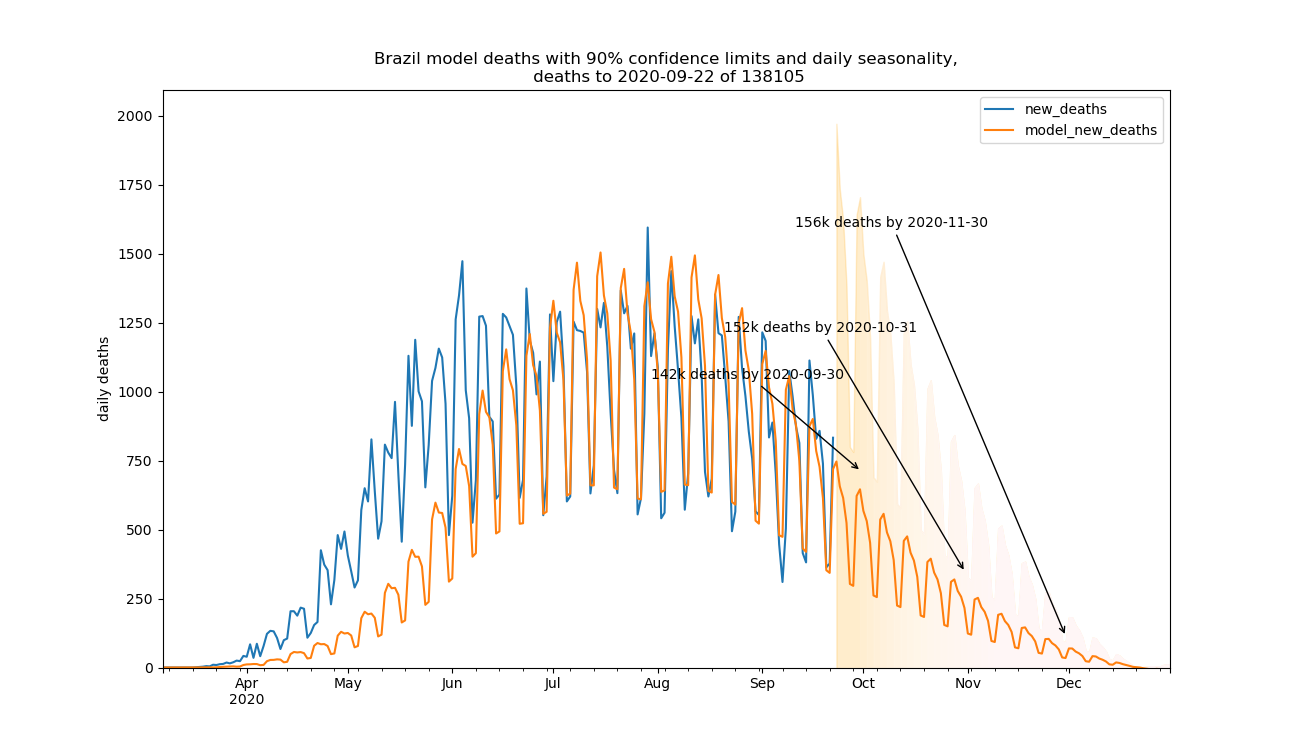 Brazil model deaths with 90% confidence limits and daily seasonality,
deaths to 2020-09-22 of 138105
new_deaths
model_new_deaths
daily deaths
2000
1750
1500
1250
1000
750
500
250
0
156k deaths by 2020-11-30
152k deaths by 2020-10-31
142k deaths by 2020-09-30
Apr May Jun Jul Aug Sep Oct Nov Dec
2020